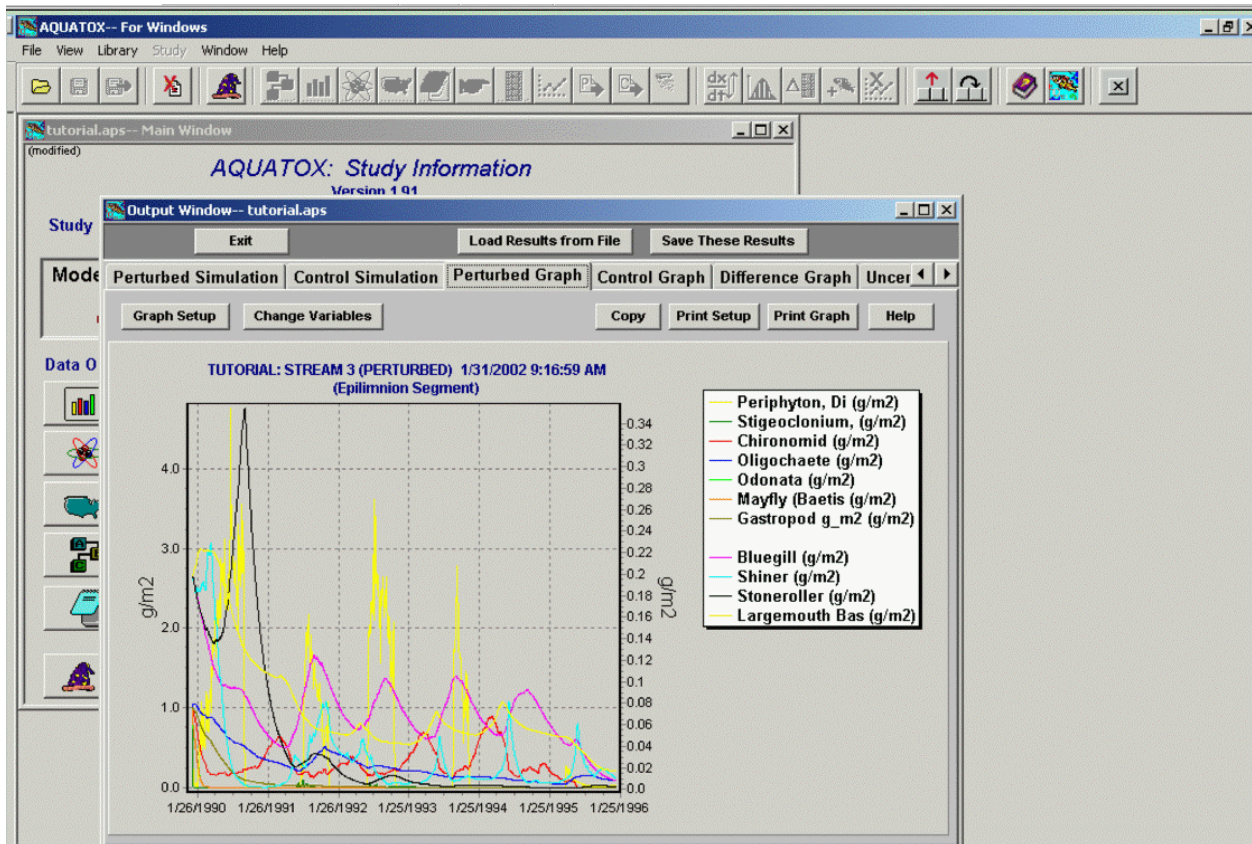 AQUATOX-- For Windows
File View Library Study Window Help
dx
dt
P
C
tutorial.aps-- Main Window
(modified)
AQUATOX: Study Information
Version 1.91
Study
Output Window-- tutorial.aps
Exit Load Results from File Save These Results
Mode
Perturbed Simulation Control Simulation Perturbed Graph Control Graph Difference Graph Uncer
Graph Setup Change Variables Copy Print Setup Print Graph Help
Data O
TUTORIAL: STREAM 3 (PERTURBED) 1/31/2002 9:16:59 AM
(Epilimnion Segment)
4.0
3.0
2.0
1.0
0.0
g/m2
0.34
0.32
0.3
0.28
0.26
0.24
0.22
0.2
0.18
0.16
0.14
0.12
0.1
0.08
0.06
0.04
0.02
0.0
g/m2
1/26/1990 1/26/1991 1/26/1992 1/25/1993 1/25/1994 1/25/1995 1/25/1996
Periphyton, Di (g/m2)
Stigeoclonium, (g/m2)
Chironomid (g/m2)
Oligochaete (g/m2)
Odonata (g/m2)
Mayfly (Baetis (g/m2)
Gastropod g_m2 (g/m2)
Bluegill (g/m2)
Shiner (g/m2)
Stoneroller (g/m2)
Largemouth Bas (g/m2)